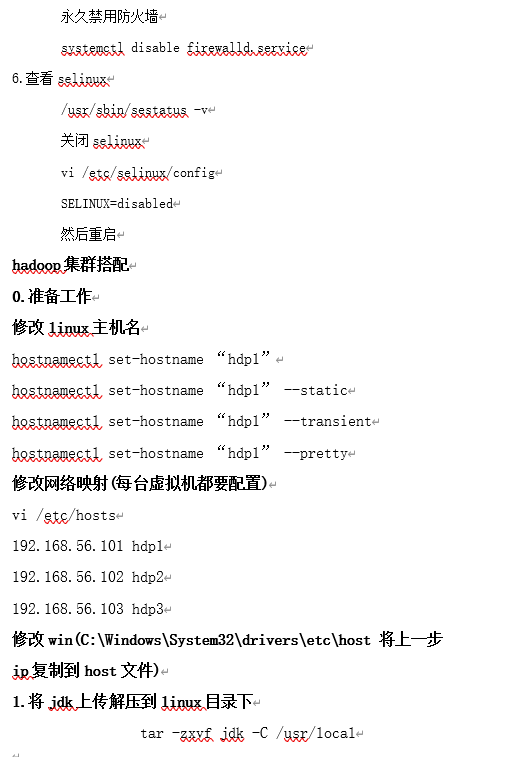 永久禁用防火墙
systemctl disable firewalld.service
6.查看 selinux
/usr/sbin/sestatus -v
关闭 selinux
vi /etc/selinux/config
SELINUX=disabled
然后重启
hadoop 集群搭配
0.准备工作
修改 linux 主机名
hostnamectl set-hostname “hdp1”
hostnamectl set-hostname “hdp1” --static
hostnamectl set-hostname “hdp1” --transient
hostnamectl set-hostname “hdp1” --pretty
修改网络映射(每台虚拟机都要配置)
vi /etc/hosts
192.168.56.101 hdp1
192.168.56.102 hdp2
192.168.56.103 hdp3
修改 win(C:\Windows\System32\drivers\etc\host 将上一步
ip 复制到 host 文件)
1.将 jdk 上传解压到 linux 目录下
tar -zxvf jdk -C /usr/local